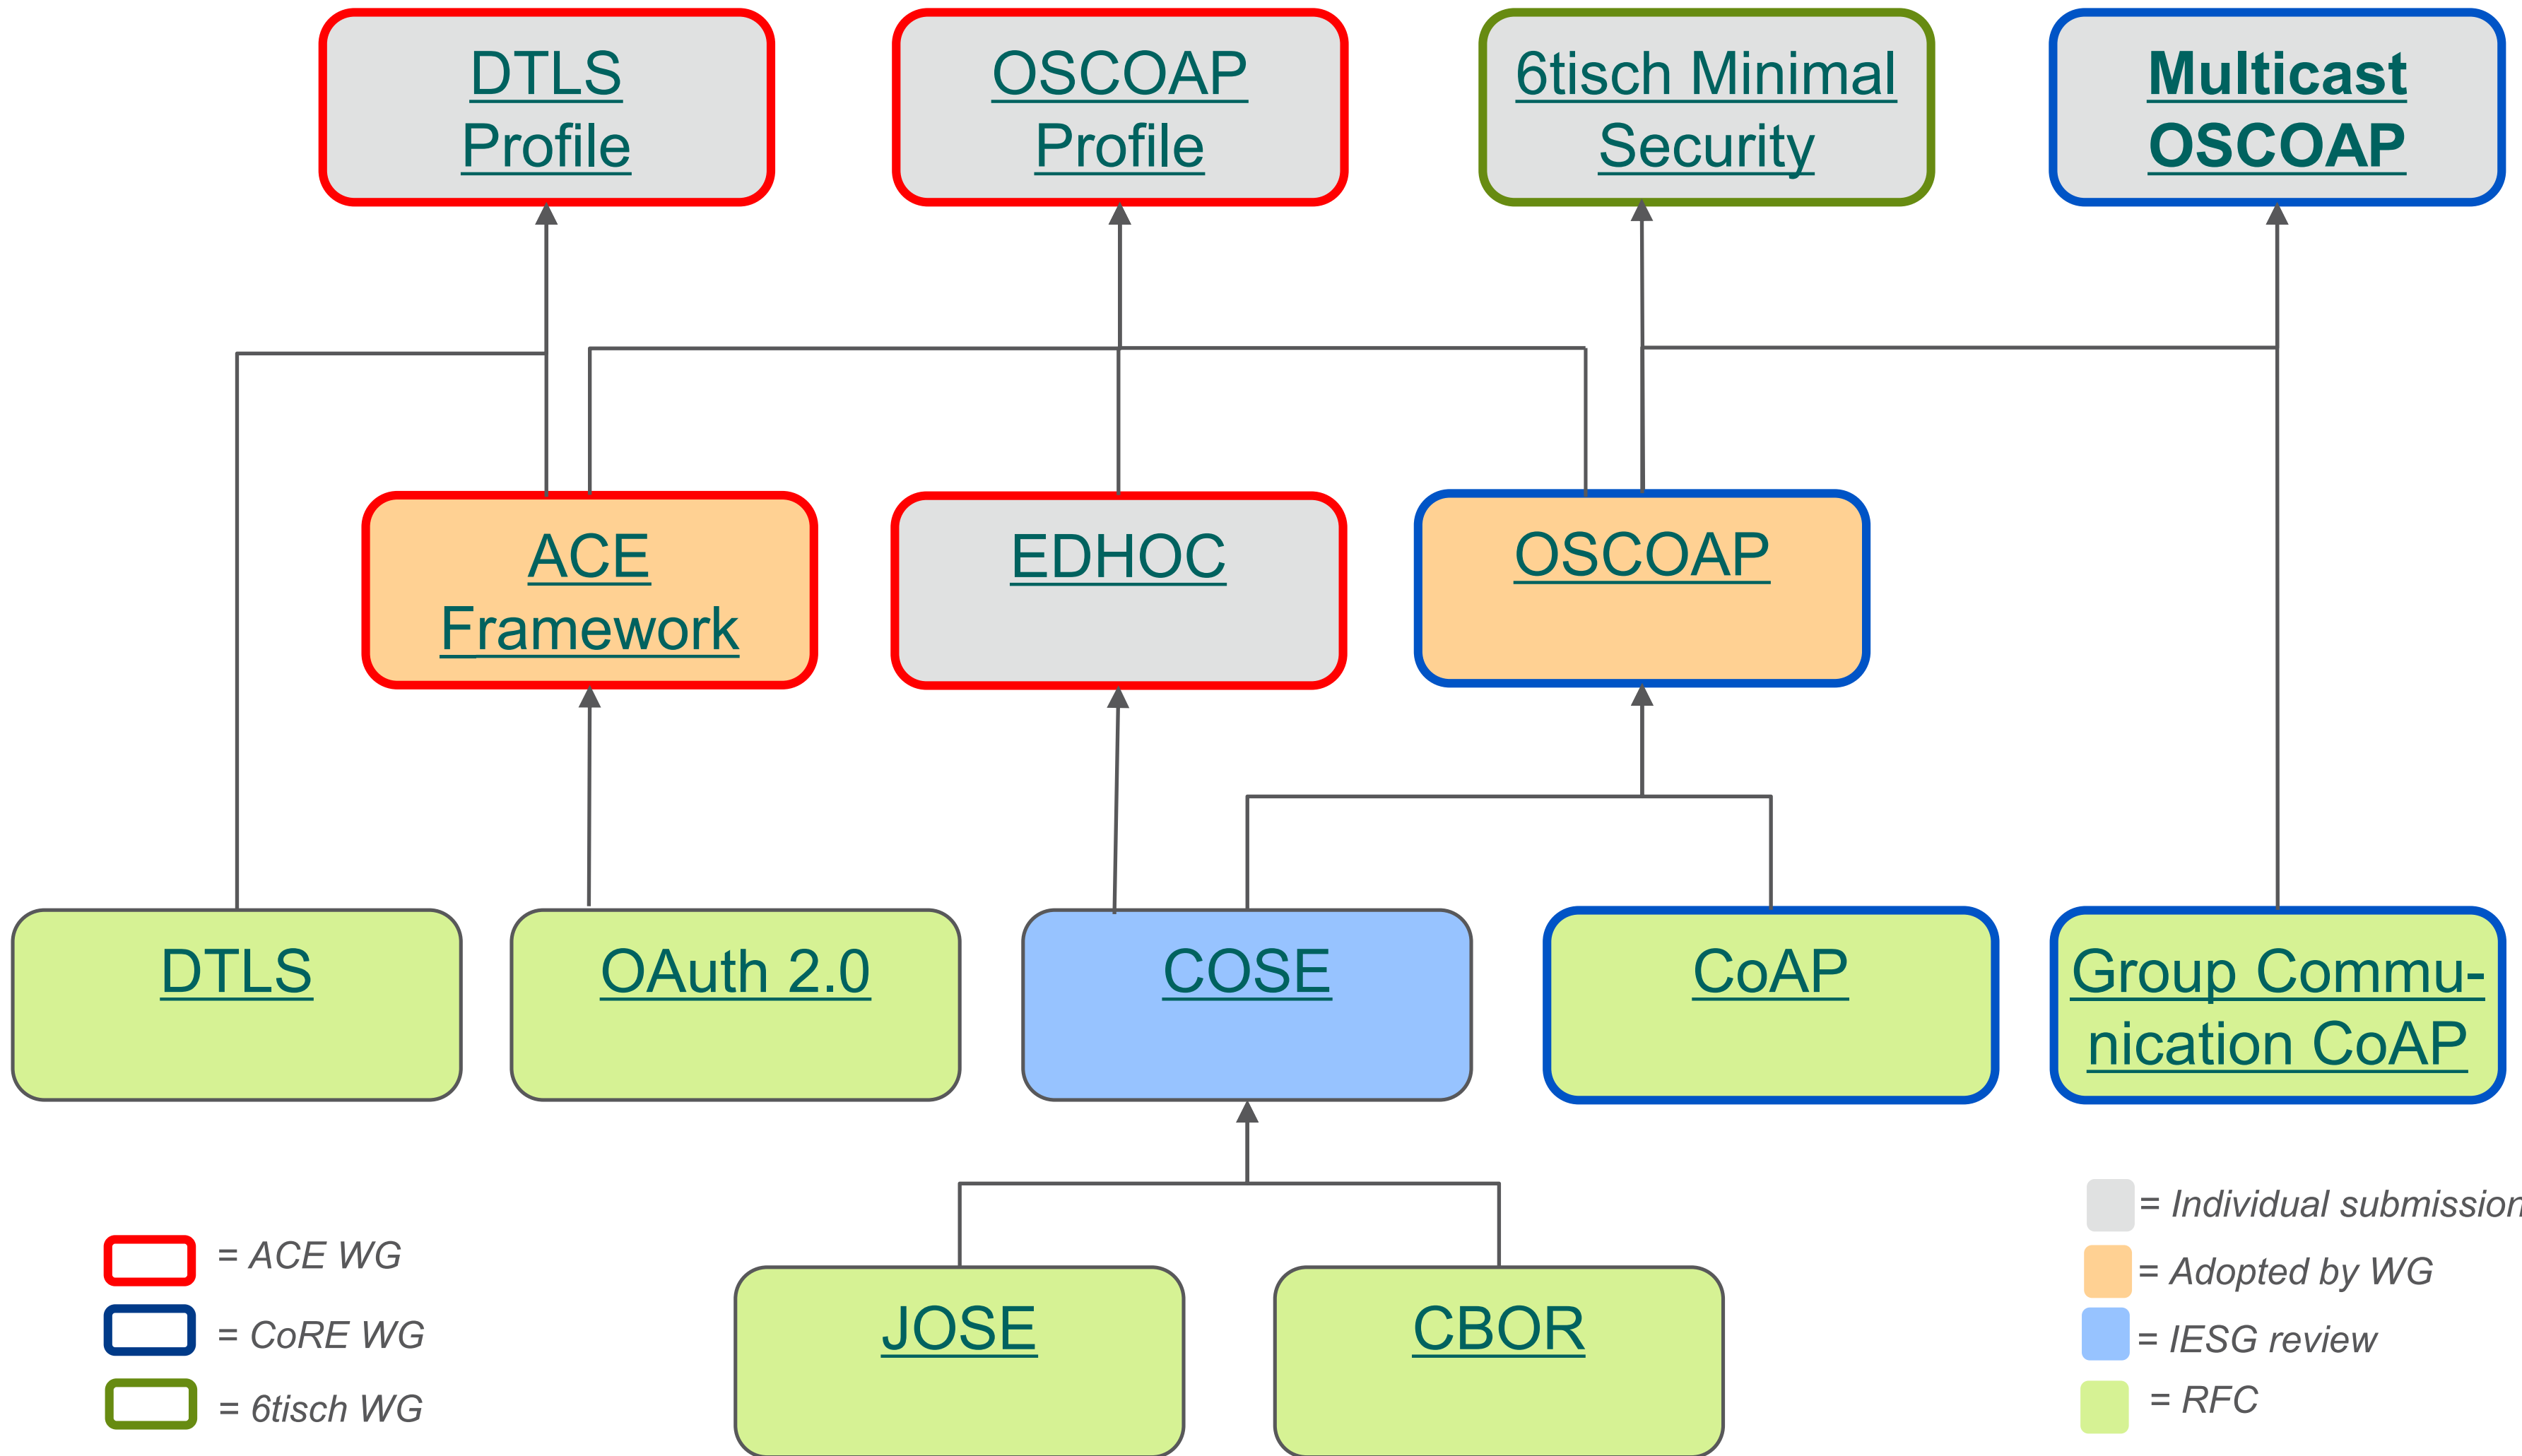 DTLS
Profile
OSCOAP
Profile
6tisch Minimal
Security
Multicast
OSCOAP
ACE
Framework
EDHOC
OSCOAP
DTLS
OAuth 2.0
COSE
CoAP
Group Commu-
nication CoAP
JOSE
CBOR
= ACE WG
= CoRE WG
= 6tisch WG
= Individual submission
= Adopted by WG
= IESG review
= RFC